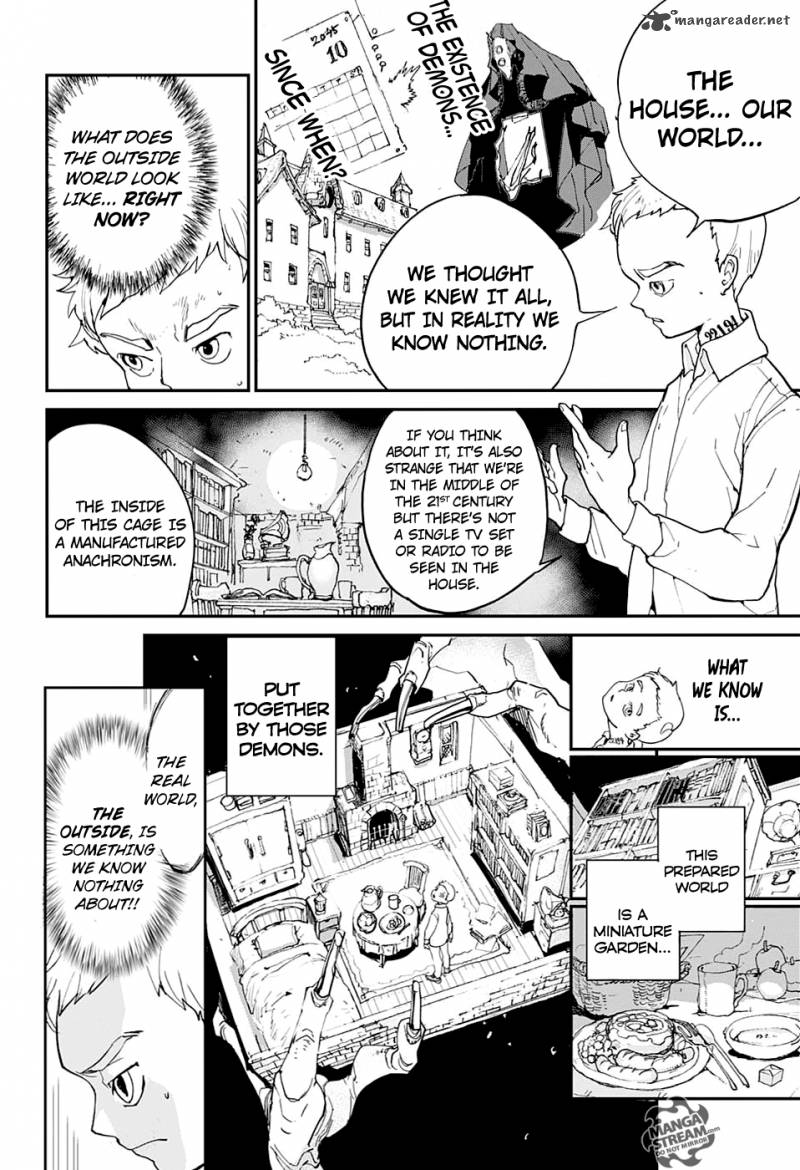 mangareader.net
THE
HOUSE... OUR
WORLD...
THE EXISTENCE
OF DEMONS...
SINCE WHEN?
2045
10
WE THOUGHT
WE KNEW IT ALL,
BUT IN REALITY WE
KNOW NOTHING.
99194
WHAT DOES
THE OUTSIDE
WORLD LOOK
LIKE... RIGHT
NOW?
IF YOU THINK
ABOUT IT, IT'S ALSO
STRANGE THAT WE'RE
IN THE MIDDLE OF
THE 21ST CENTURY
BUT THERE'S NOT
A SINGLE TV SET
OR RADIO TO BE
SEEN IN THE
HOUSE.
THE INSIDE
OF THIS CAGE IS
A MANUFACTURED
ANACHRONISM.
WHAT
WE KNOW
IS...
THIS
PREPARED
WORLD
IS A
MINIATURE
GARDEN...
PUT
TOGETHER
BY THOSE
DEMONS.
THE
REAL
WORLD,
THE
OUTSIDE, IS
SOMETHING
WE KNOW
NOTHING
ABOUT!!
MANGA
STREAM.com
DO NOT MIRROR